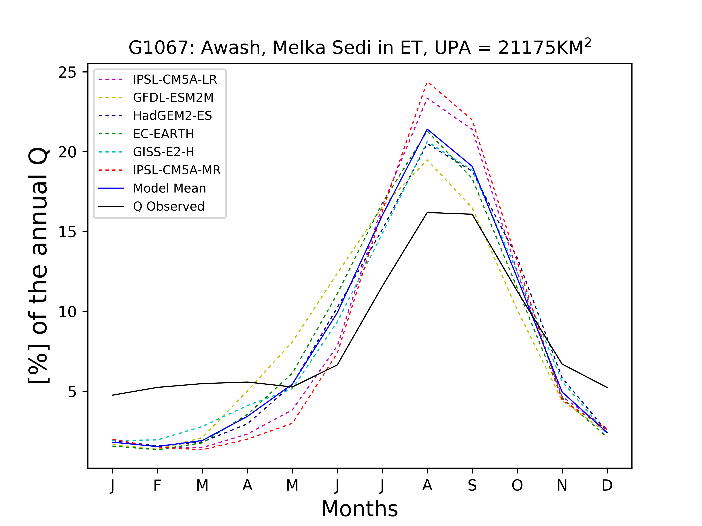 G1067: Awash, Melka Sedi in ET, UPA = 21175KM²
25
20
15
10
5
[%] of the annual Q
IPSL-CM5A-LR
GFDL-ESM2M
HadGEM2-ES
EC-EARTH
GISS-E2-H
IPSL-CM5A-MR
Model Mean
Q Observed
J F M A M J J A S O N D
Months